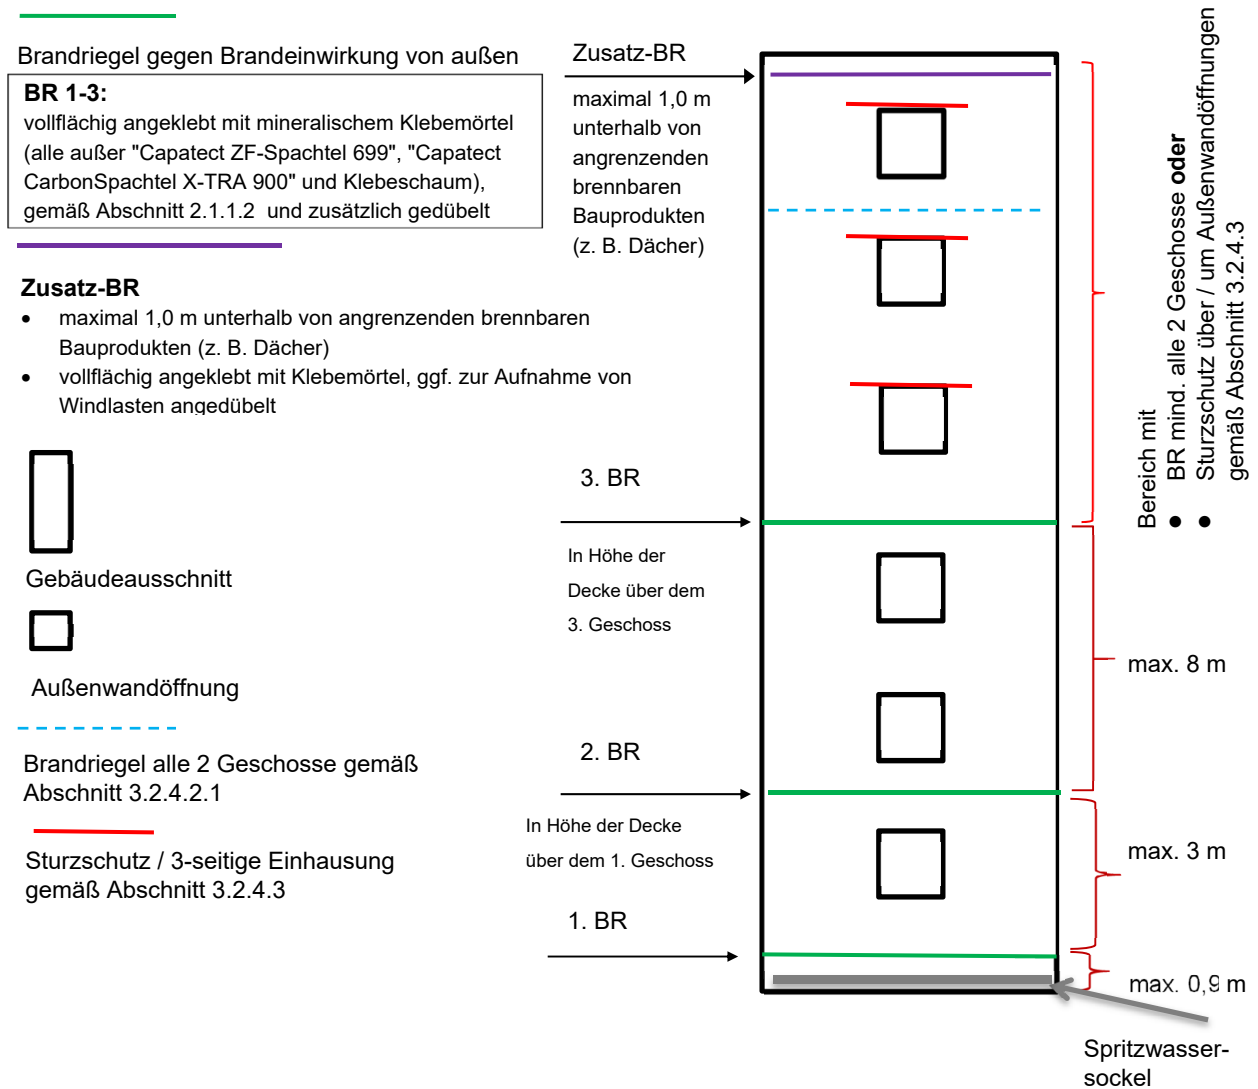 Brandriegel gegen Brandeinwirkung von außen
BR 1-3:
vollflächig angeklebt mit mineralischem Klebemörtel
(alle außer "Capatect ZF-Spachtel 699", "Capatect
CarbonSpachtel X-TRA 900" und Klebeschaum),
gemäß Abschnitt 2.1.1.2 und zusätzlich gedübelt
Zusatz-BR
• maximal 1,0 m unterhalb von angrenzenden brennbaren
Bauprodukten (z. B. Dächer)
• vollflächig angeklebt mit Klebemörtel, ggf. zur Aufnahme von
Windlasten angedübelt
Gebäudeausschnitt
Außenwandöffnung
Brandriegel alle 2 Geschosse gemäß
Abschnitt 3.2.4.2.1
Sturzschutz / 3-seitige Einhausung
gemäß Abschnitt 3.2.4.3
Zusatz-BR
maximal 1,0 m
unterhalb von
angrenzenden
brennbaren
Bauprodukten
(z. B. Dächer)
3. BR
In Höhe der
Decke über dem
3. Geschoss
2. BR
In Höhe der Decke
über dem 1. Geschoss
1. BR
Bereich mit
• BR mind. alle 2 Geschosse oder
• Sturzschutz über / um Außenwandöffnungen
gemäß Abschnitt 3.2.4.3
max. 8 m
max. 3 m
max. 0,9 m
Spritzwasser-
sockel